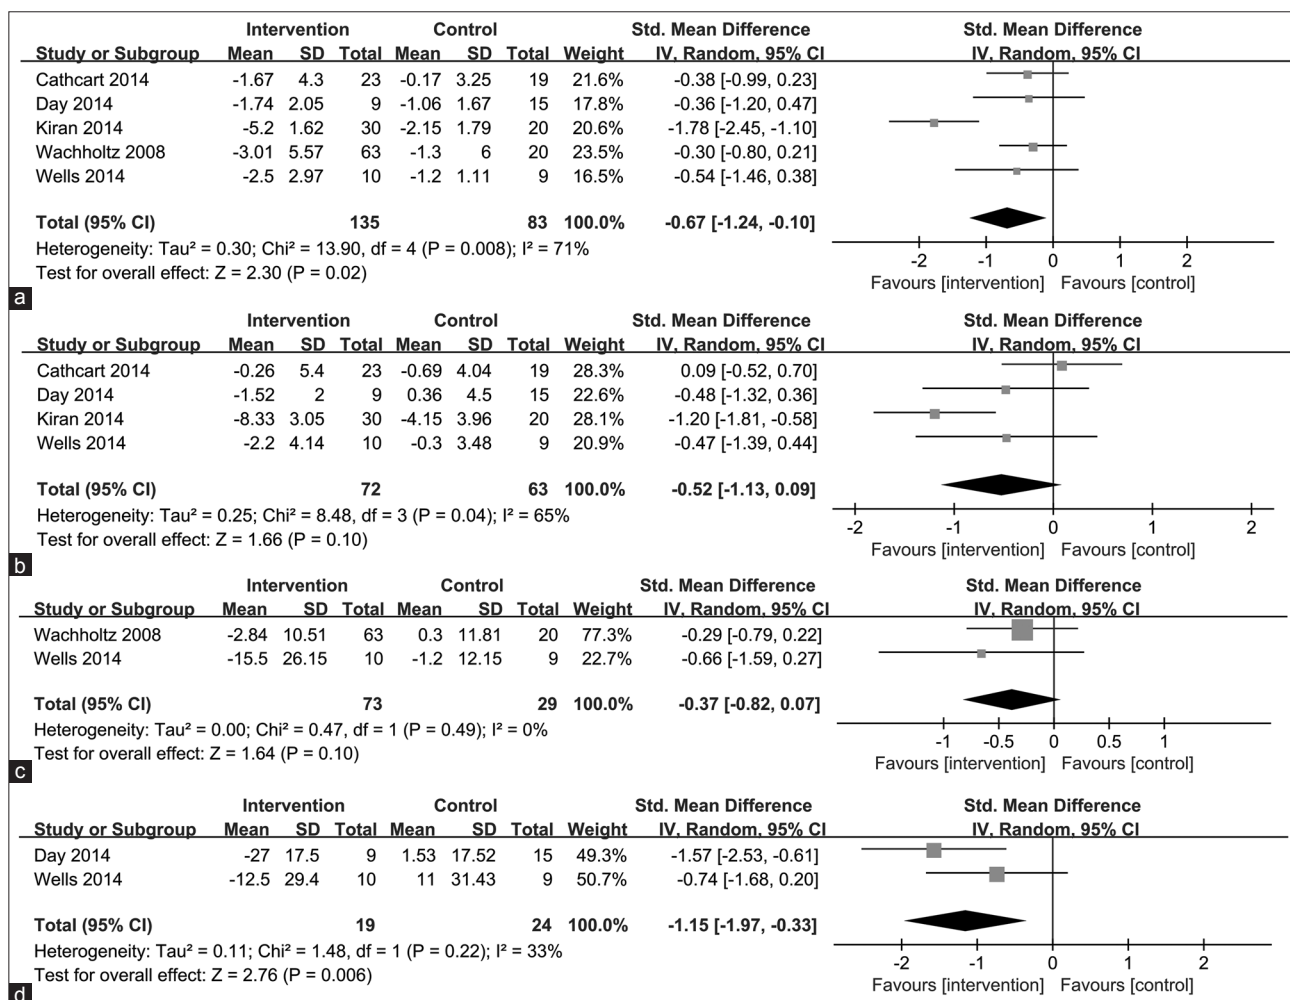 Intervention Control Std. Mean Difference Std. Mean Difference
Study or Subgroup Mean SD Total Mean SD Total Weight IV, Random, 95% CI IV, Random, 95% CI
Cathcart 2014 -1.67 4.3 23 -0.17 3.25 19 21.6% -0.38 [-0.99, 0.23]
Day 2014 -1.74 2.05 9 -1.06 1.67 15 17.8% -0.36 [-1.20, 0.47]
Kiran 2014 -5.2 1.62 30 -2.15 1.79 20 20.6% -1.78 [-2.45, -1.10]
Wachholtz 2008 -3.01 5.57 63 -1.3 6 20 23.5% -0.30 [-0.80, 0.21]
Wells 2014 -2.5 2.97 10 -1.2 1.11 9 16.5% -0.54 [-1.46, 0.38]
Total (95% CI) 135 83 100.0% -0.67 [-1.24, -0.10]
Heterogeneity: Tau² = 0.30; Chi² = 13.90, df = 4 (P = 0.008); I² = 71%
-2 -1 0 1 2
Test for overall effect: Z = 2.30 (P = 0.02)
Favours [intervention] Favours [control]
a
Intervention Control Std. Mean Difference Std. Mean Difference
Study or Subgroup Mean SD Total Mean SD Total Weight IV, Random, 95% CI IV, Random, 95% CI
Cathcart 2014 -0.26 5.4 23 -0.69 4.04 19 28.3% 0.09 [-0.52, 0.70]
Day 2014 -1.52 2 9 0.36 4.5 15 22.6% -0.48 [-1.32, 0.36]
Kiran 2014 -8.33 3.05 30 -4.15 3.96 20 28.1% -1.20 [-1.81, -0.58]
Wells 2014 -2.2 4.14 10 -0.3 3.48 9 20.9% -0.47 [-1.39, 0.44]
Total (95% CI) 72 63 100.0% -0.52 [-1.13, 0.09]
Heterogeneity: Tau² = 0.25; Chi² = 8.48, df = 3 (P = 0.04); I² = 65%
-2 -1 0 1 2
Test for overall effect: Z = 1.66 (P = 0.10)
Favours [intervention] Favours [control]
b
Intervention Control Std. Mean Difference Std. Mean Difference
Study or Subgroup Mean SD Total Mean SD Total Weight IV, Random, 95% CI IV, Random, 95% CI
Wachholtz 2008 -2.84 10.51 63 0.3 11.81 20 77.3% -0.29 [-0.79, 0.22]
Wells 2014 -15.5 26.15 10 -1.2 12.15 9 22.7% -0.66 [-1.59, 0.27]
Total (95% CI) 73 29 100.0% -0.37 [-0.82, 0.07]
Heterogeneity: Tau² = 0.00; Chi² = 0.47, df = 1 (P = 0.49); I² = 0%
-1 -0.5 0 0.5 1
Test for overall effect: Z = 1.64 (P = 0.10)
Favours [intervention] Favours [control]
c
Intervention Control Std. Mean Difference Std. Mean Difference
Study or Subgroup Mean SD Total Mean SD Total Weight IV, Random, 95% CI IV, Random, 95% CI
Day 2014 -27 17.5 9 1.53 17.52 15 49.3% -1.57 [-2.53, -0.61]
Wells 2014 -12.5 29.4 10 11 31.43 9 50.7% -0.74 [-1.68, 0.20]
Total (95% CI) 19 24 100.0% -1.15 [-1.97, -0.33]
Heterogeneity: Tau² = 0.11; Chi² = 1.48, df = 1 (P = 0.22); I² = 33%
-2 -1 0 1 2
Test for overall effect: Z = 2.76 (P = 0.006)
Favours [intervention] Favours [control]
d